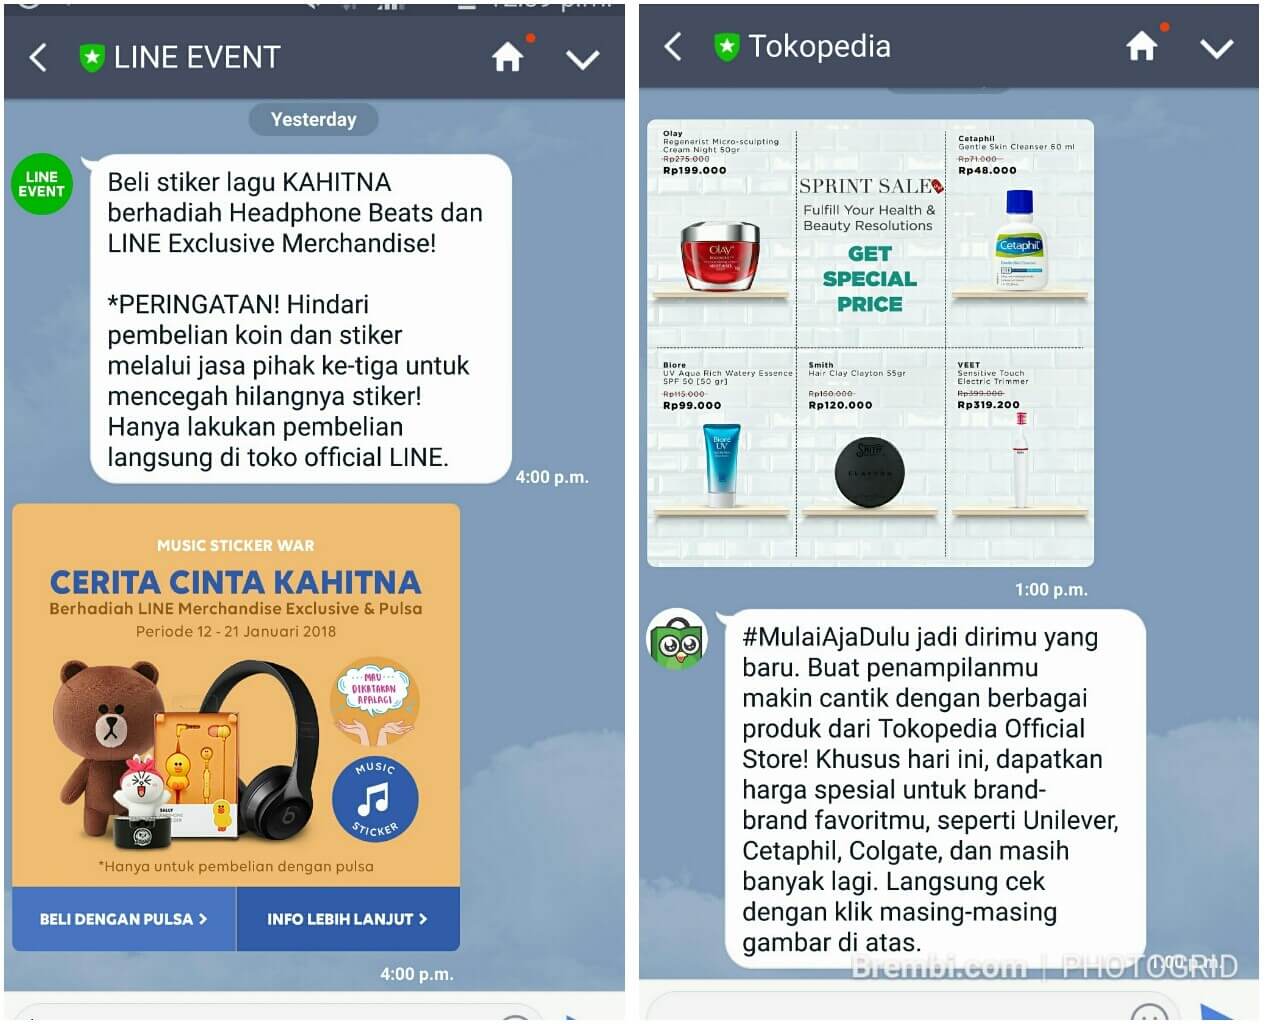 LINE EVENT
Yesterday
LINE
EVENT
Beli stiker lagu KAHITNA
berhadiah Headphone Beats dan
LINE Exclusive Merchandise!
*PERINGATAN! Hindari
pembelian koin dan stiker
melalui jasa pihak ke-tiga untuk
mencegah hilangnya stiker!
Hanya lakukan pembelian
langsung di toko official LINE.
4:00 p.m.
MUSIC STICKER WAR
CERITA CINTA KAHITNA
Berhadiah LINE Merchandise Exclusive & Pulsa
Periode 12 - 21 Januari 2018
MAU
DIKATAKAN
APALAGI
MUSIC
STICKER
SALLY
*Hanya untuk pembelian dengan pulsa
BELI DENGAN PULSA >
INFO LEBIH LANJUT >
4:00 p.m.
Tokopedia
Olay
Regenerist Micro-sculpting
Cream Night 50gr
Rp275.000
Rp199.000
OLAY
SPRINT SALE
Fulfill Your Health &
Beauty Resolutions
GET
SPECIAL
PRICE
Cetaphil
Gentle Skin Cleanser 60 ml
Rp71.000
Rp48.000
Cetaphil
Biore
UV Aqua Rich Watery Essence
SPF 50 [50 gr]
Rp115.000
Rp99.000
Bioré
UV
Smith
Hair Clay Clayton 55gr
Rp160.000
Rp120.000
SMITH
CLAYTON
VEET
Sensitive Touch
Electric Trimmer
Rp399.000
Rp319.200
1:00 p.m.
#MulaiAjaDulu jadi dirimu yang
baru. Buat penampilanmu
makin cantik dengan berbagai
produk dari Tokopedia Official
Store! Khusus hari ini, dapatkan
harga spesial untuk brand-
brand favoritmu, seperti Unilever,
Cetaphil, Colgate, dan masih
banyak lagi. Langsung cek
dengan klik masing-masing
gambar di atas.
1:00 p.m.
Brembi.com | PHOTOGRID